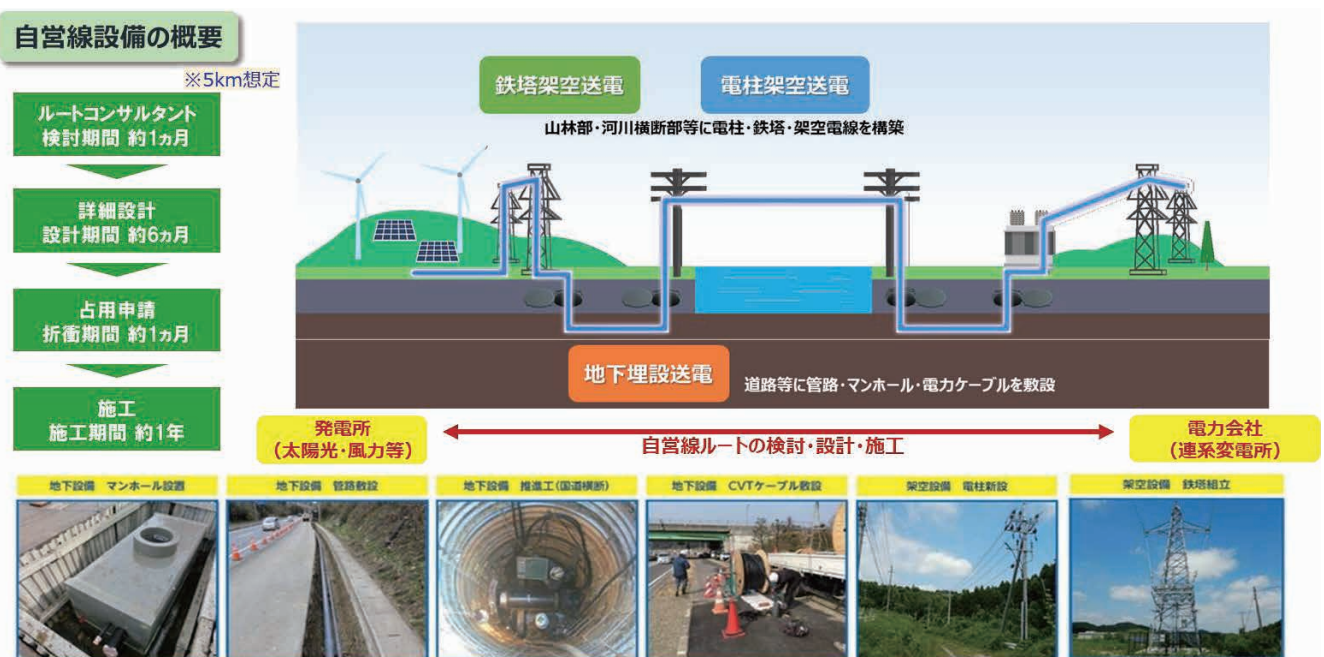 自営線設備の概要
※5km想定
ルートコンサルタント
検討期間 約1ヵ月
詳細設計
設計期間 約6ヵ月
占用申請
折衝期間 約1ヵ月
施工
施工期間 約1年
鉄塔架空送電
電柱架空送電
山林部・河川横断部等に電柱・鉄塔・架空電線を構築
地下埋設送電
道路等に管路・マンホール・電力ケーブルを敷設
発電所
(太陽光・風力等)
自営線ルートの検討・設計・施工
電力会社
(連系変電所)
地下設備 マンホール設置
地下設備 管路敷設
地下設備 推進工(国道横断)
地下設備 CVTケーブル敷設
架空設備 電柱新設
架空設備 鉄塔組立